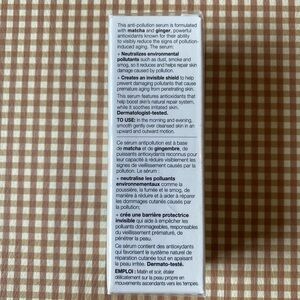 This anti-pollution serum is formulated
with matcha and ginger, powerful
antioxidants known for their ability
to visibly reduce the signs of pollution-
induced aging. The serum:
+ Neutralizes environmental
pollutants such as dust, smoke and
smog, so it reduces and helps repair skin
damage caused by pollution.
+ Creates an invisible shield to help
prevent damaging pollutants that cause
premature aging from penetrating skin.
This serum features antioxidants that
help boost skin's natural repair system,
while it soothes irritated skin.
Dermatologist-tested.
TO USE: In the morning and evening,
smooth gently over cleansed skin in an
upward and outward motion.
Ce sérum antipollution est à base
de matcha et de gingembre, de
puissants antioxydants reconnus pour
leur capacité à réduire visiblement les
signes de vieillissement causés par la
pollution. Le sérum :
+ neutralise les polluants
environnementaux comme la
poussière, la fumée et le smog, de
manière à réduire et à aider à réparer
les dommages cutanés causés par la
pollution.
+ crée une barrière protectrice
invisible qui aide à empêcher les
polluants dommageables, responsables
du vieillissement prématuré, de
pénétrer la peau.
Ce sérum contient des antioxydants
qui favorisent le système naturel de
réparation cutanée tout en apaisant
la peau irritée. Dermato-testé.
EMPLOI : Matin et soir, étaler
délicatement sur la peau propre en
mouvements ascendants vers les tempes.